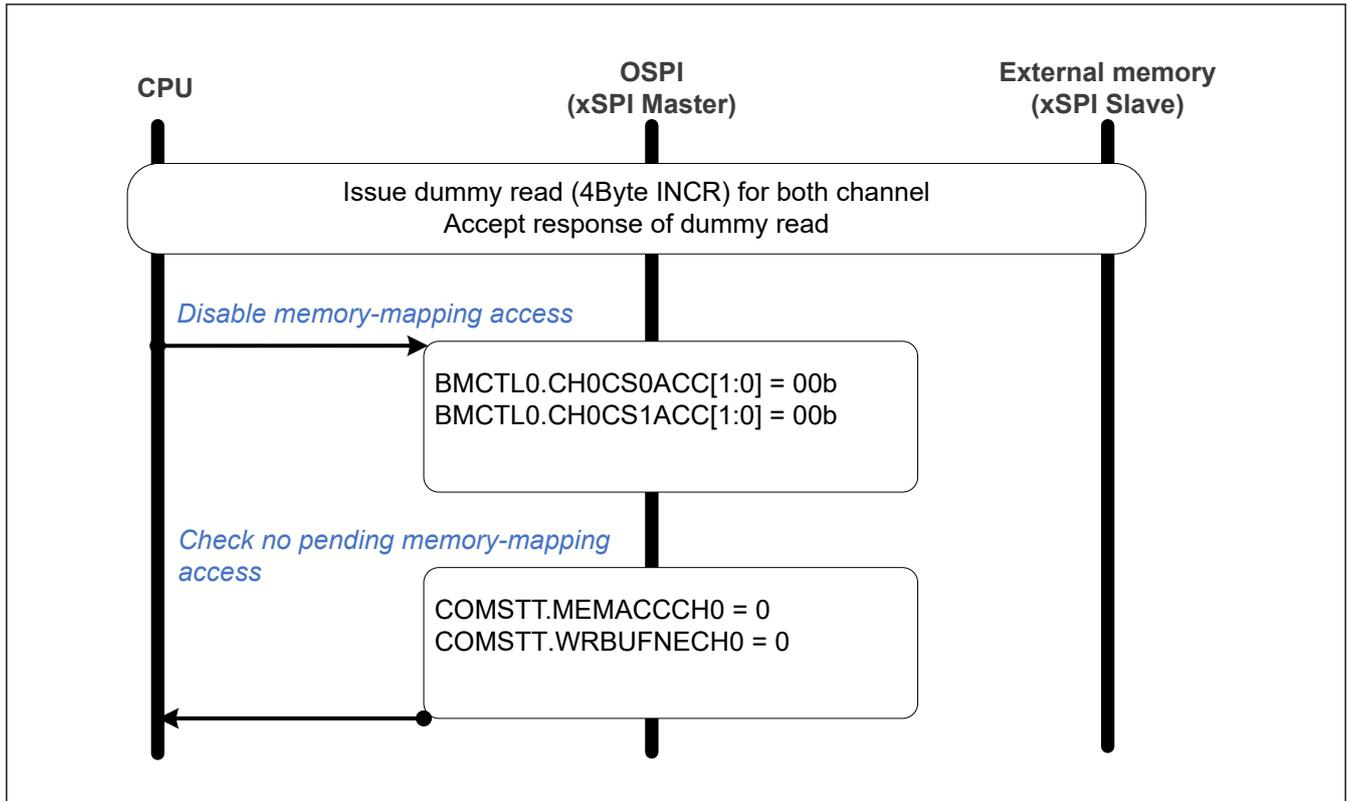 CPU
OSPI
(xSPI Master)
External memory
(xSPI Slave)
Issue dummy read (4Byte INCR) for both channel
Accept response of dummy read
Disable memory-mapping access
BMCTL0.CH0CS0ACC[1:0] = 00b
BMCTL0.CH0CS1ACC[1:0] = 00b
Check no pending memory-mapping
access
COMSTT.MEMACCCH0 = 0
COMSTT.WRBUFNECH0 = 0